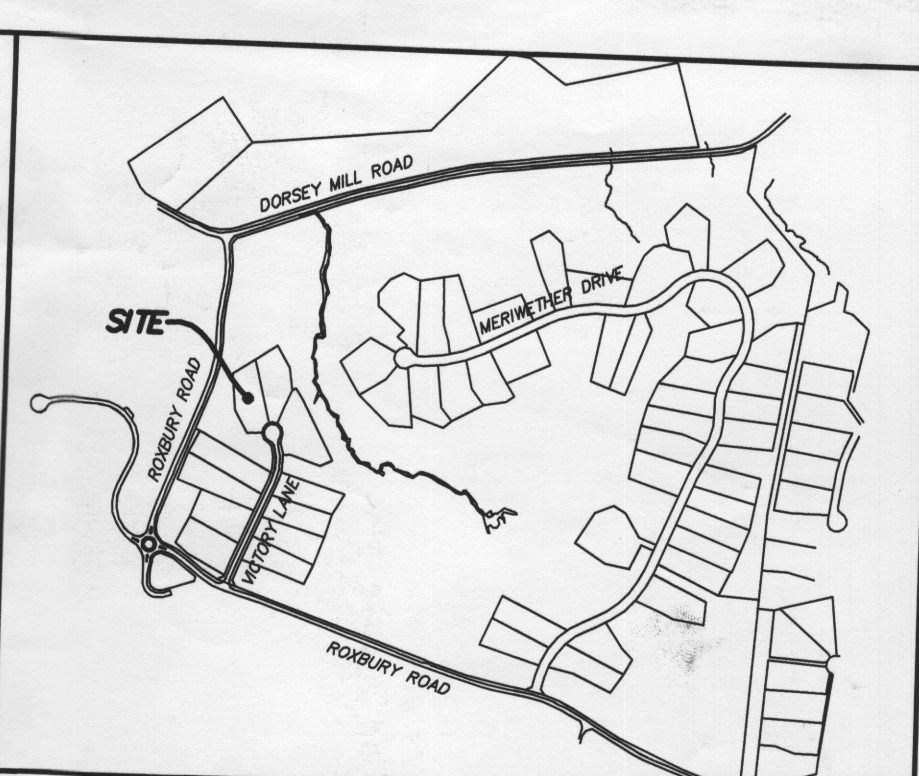 DORSEY MILL ROAD
MERIWETHER DRIVE
SITE
ROXBURY ROAD
VICTORY LANE
ROXBURY ROAD